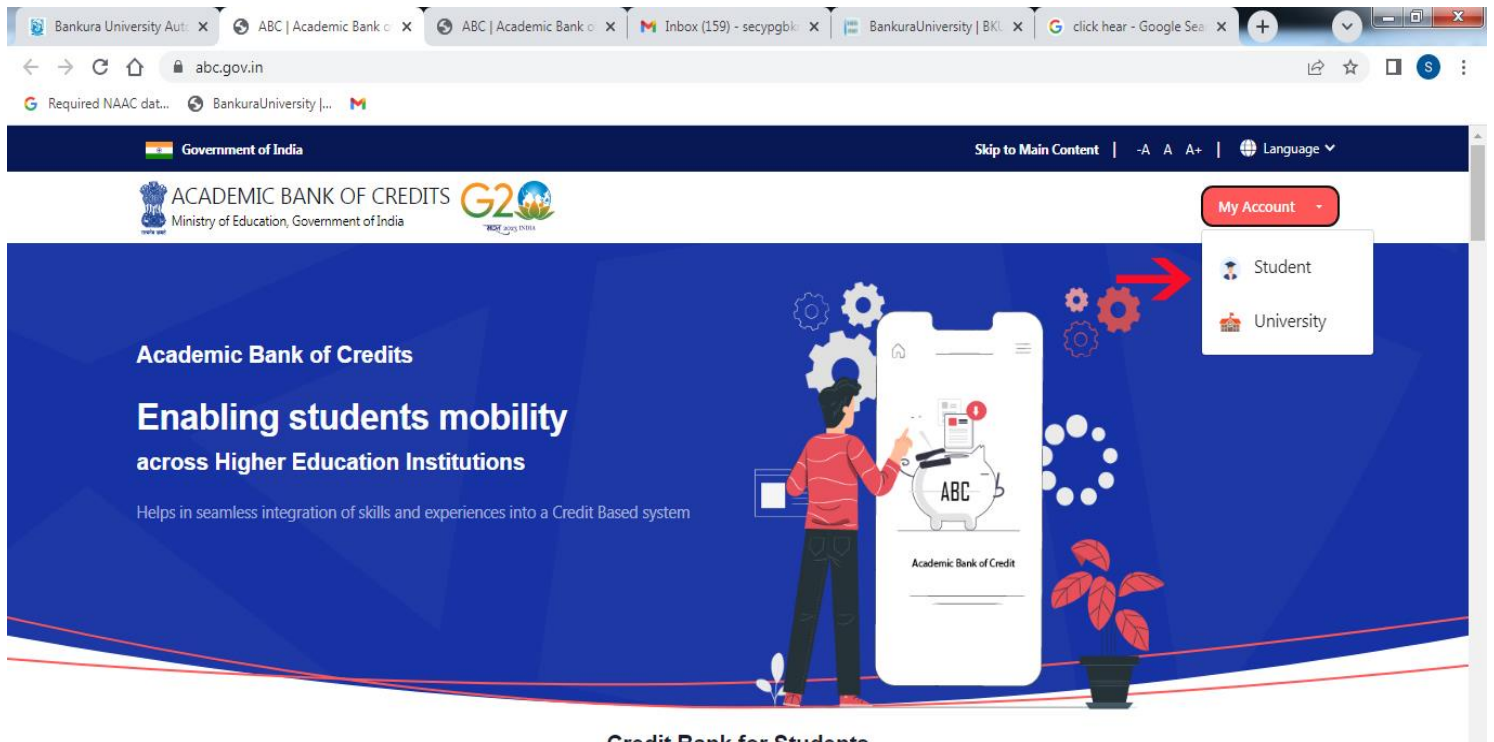 Bankura University Auto
ABC | Academic Bank o
ABC | Academic Bank o
Inbox (159) - secypgbk
BankuraUniversity | BKU
click hear - Google Sea
abc.gov.in
S
Required NAAC dat...
BankuraUniversity |...
Government of India
Skip to Main Content | -A A A+ | Language
ACADEMIC BANK OF CREDITS
Ministry of Education, Government of India
G20
भारत 2023 INDIA
My Account
Student
University
Academic Bank of Credits
Enabling students mobility
across Higher Education Institutions
Helps in seamless integration of skills and experiences into a Credit Based system
ABC
Academic Bank of Credit
Credit Bank for Students